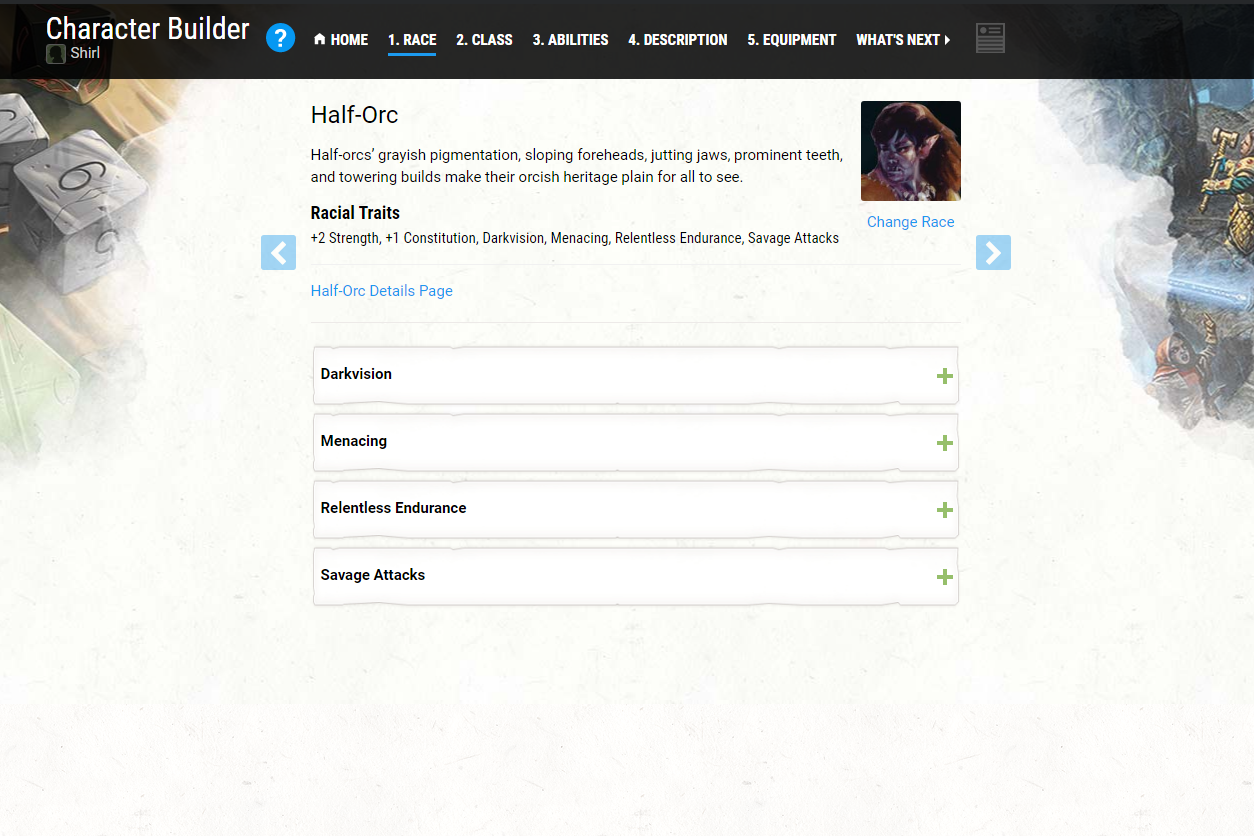 Character Builder
Shirl
?
HOME
1. RACE
2. CLASS
3. ABILITIES
4. DESCRIPTION
5. EQUIPMENT
WHAT'S NEXT
Half-Orc
Half-orcs’ grayish pigmentation, sloping foreheads, jutting jaws, prominent teeth,
and towering builds make their orcish heritage plain for all to see.
Racial Traits
+2 Strength, +1 Constitution, Darkvision, Menacing, Relentless Endurance, Savage Attacks
Change Race
Half-Orc Details Page
Darkvision
Menacing
Relentless Endurance
Savage Attacks